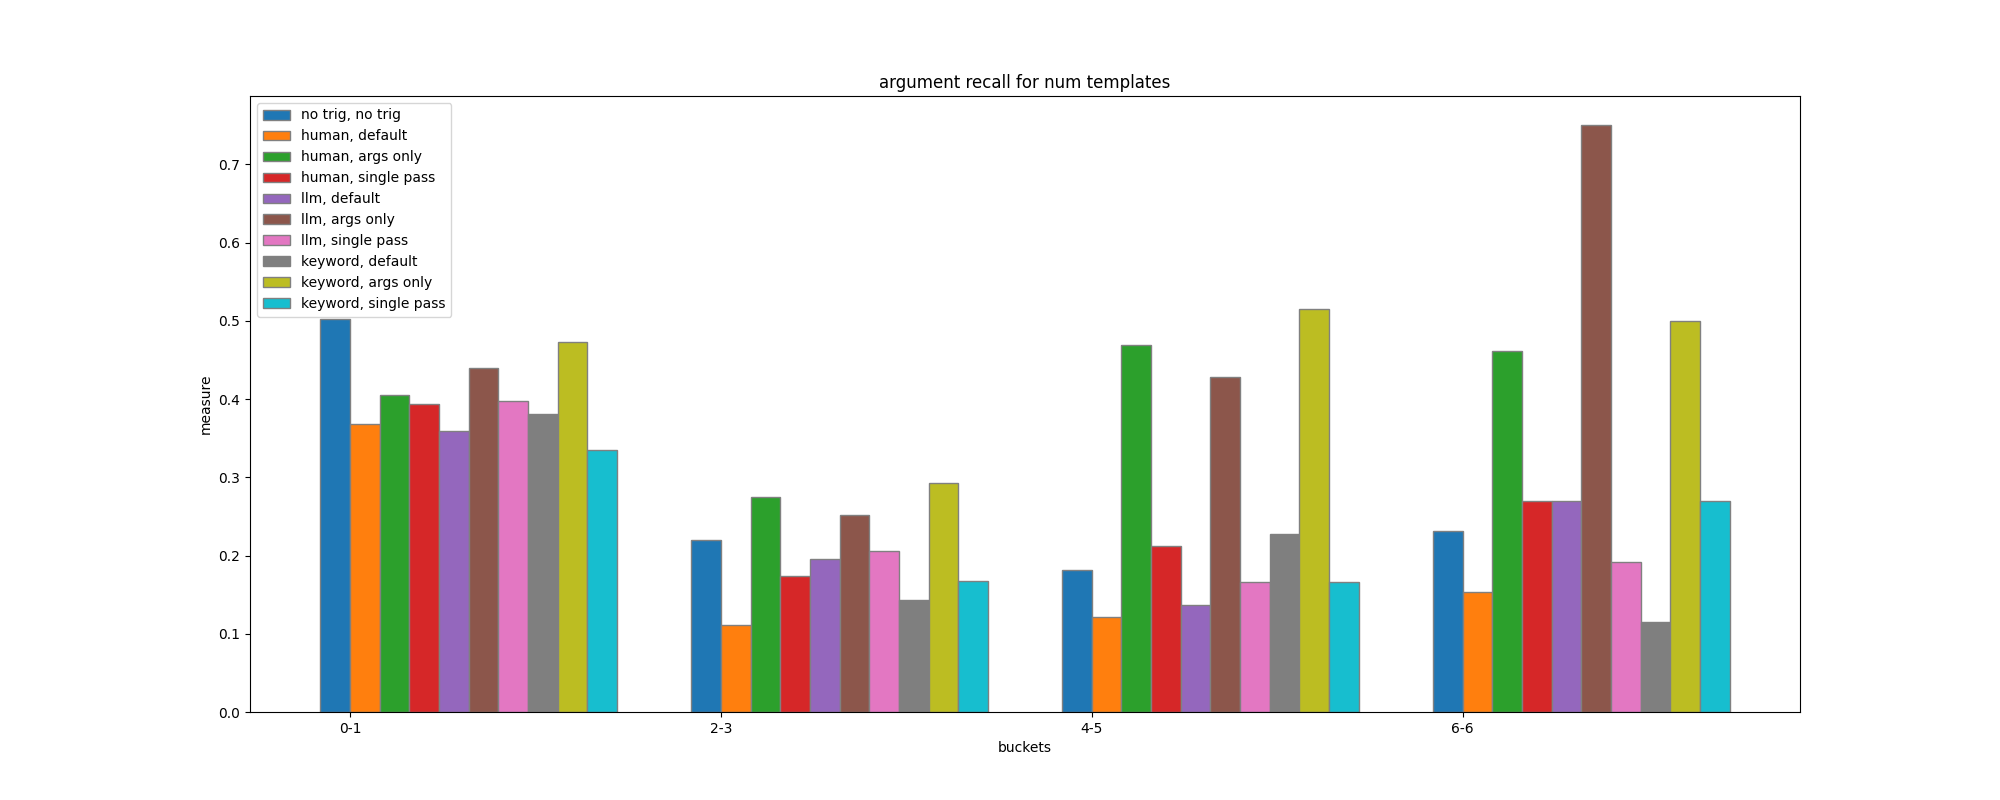 argument recall for num templates
no trig, no trig
human, default
human, args only
human, single pass
llm, default
llm, args only
llm, single pass
keyword, default
keyword, args only
keyword, single pass
0.7
0.6
0.5
0.4
0.3
0.2
0.1
0.0
measure
0-1 2-3 4-5 6-6
buckets